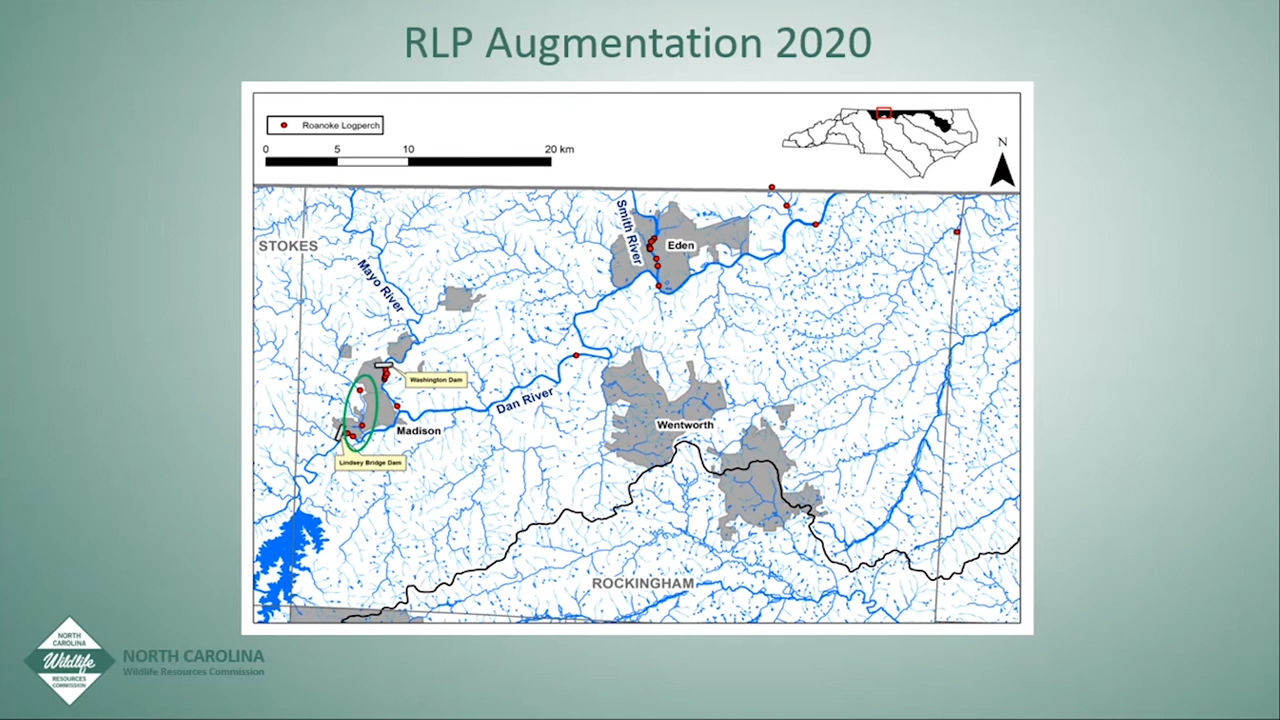 RLP Augmentation 2020
Roanoke Logperch
0 5 10 20 km
N
STOKES
Smith River
Eden
Mayo River
Washington Dam
Dan River
Madison
Wentworth
Lindsey Bridge Dam
ROCKINGHAM
NORTH
CAROLINA
Wildlife
RESOURCES
COMMISSION
NORTH CAROLINA
Wildlife Resources Commission